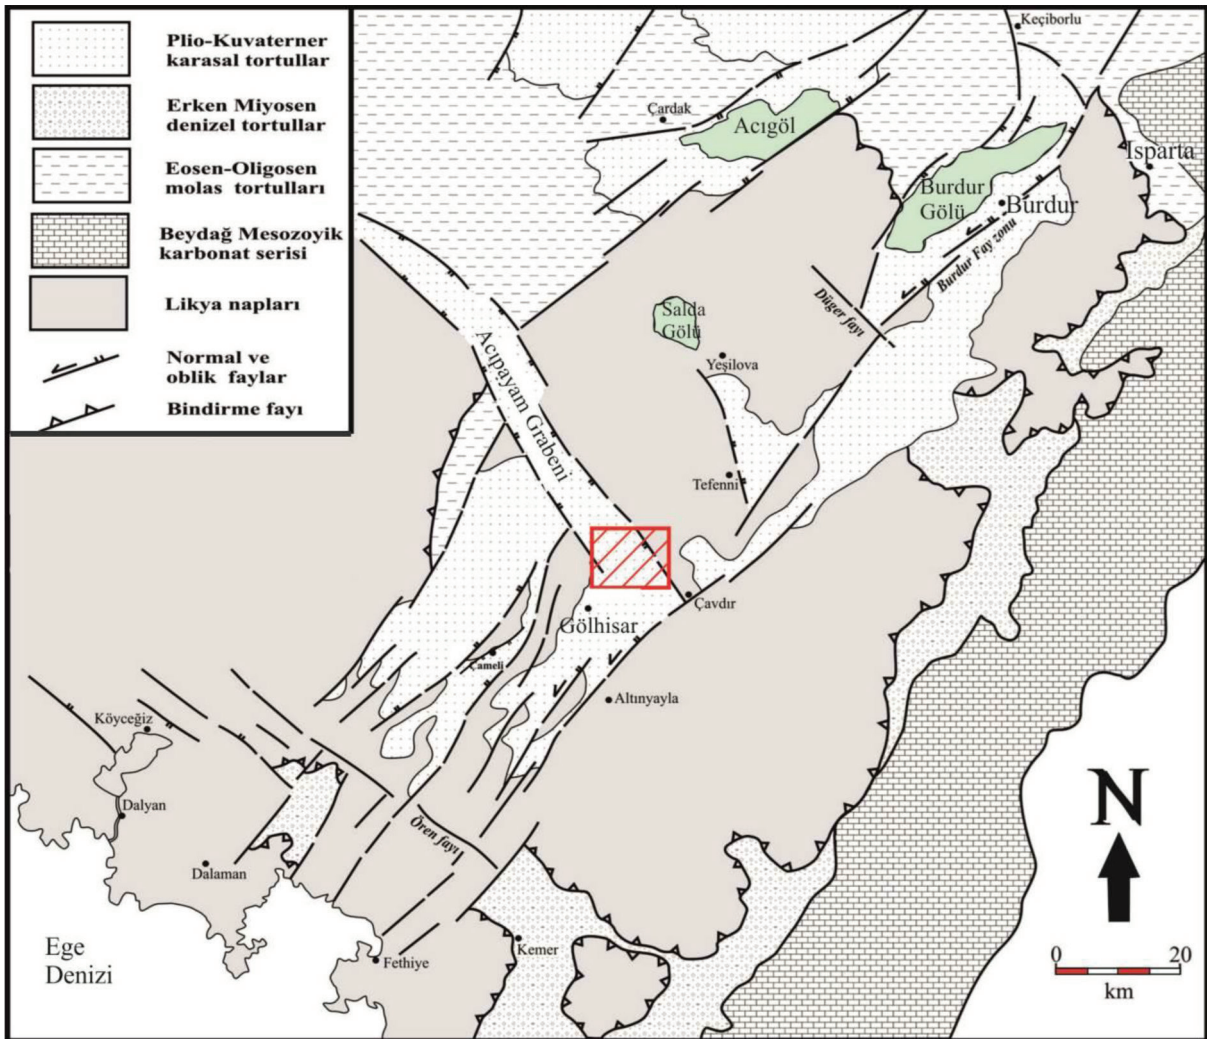 Plio-Kuvaterner
karasal tortullar
Erken Miyosen
denizel tortullar
Eosen-Oligosen
molas tortulları
Beydağ Mesozoyik
karbonat serisi
Likya napları
Normal ve
oblik faylar
Bindirme fayı
Keçiborlu
Çardak
Acıgöl
Isparta
Burdur
Gölü
Burdur
Burdur Fay zonu
Düger fayı
Salda
Gölü
Yeşilova
Acıpayam Grabeni
Tefenni
Çavdır
Gölhisar
Çameli
Altınyayla
Köyceğiz
Dalyan
Ören fayı
Dalaman
Ege
Denizi
Kemer
Fethiye
N
0 20
km